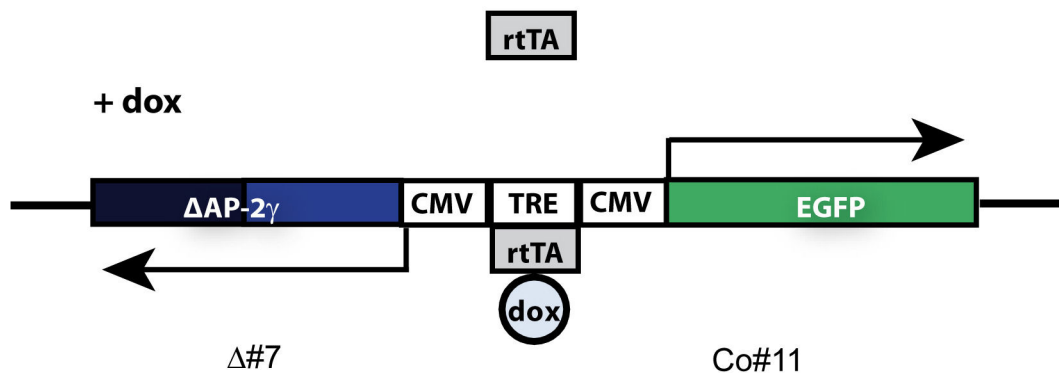 rtTA
+ dox
ΔAP-2γ CMV TRE CMV EGFP
rtTA
dox
Δ#7 Co#11